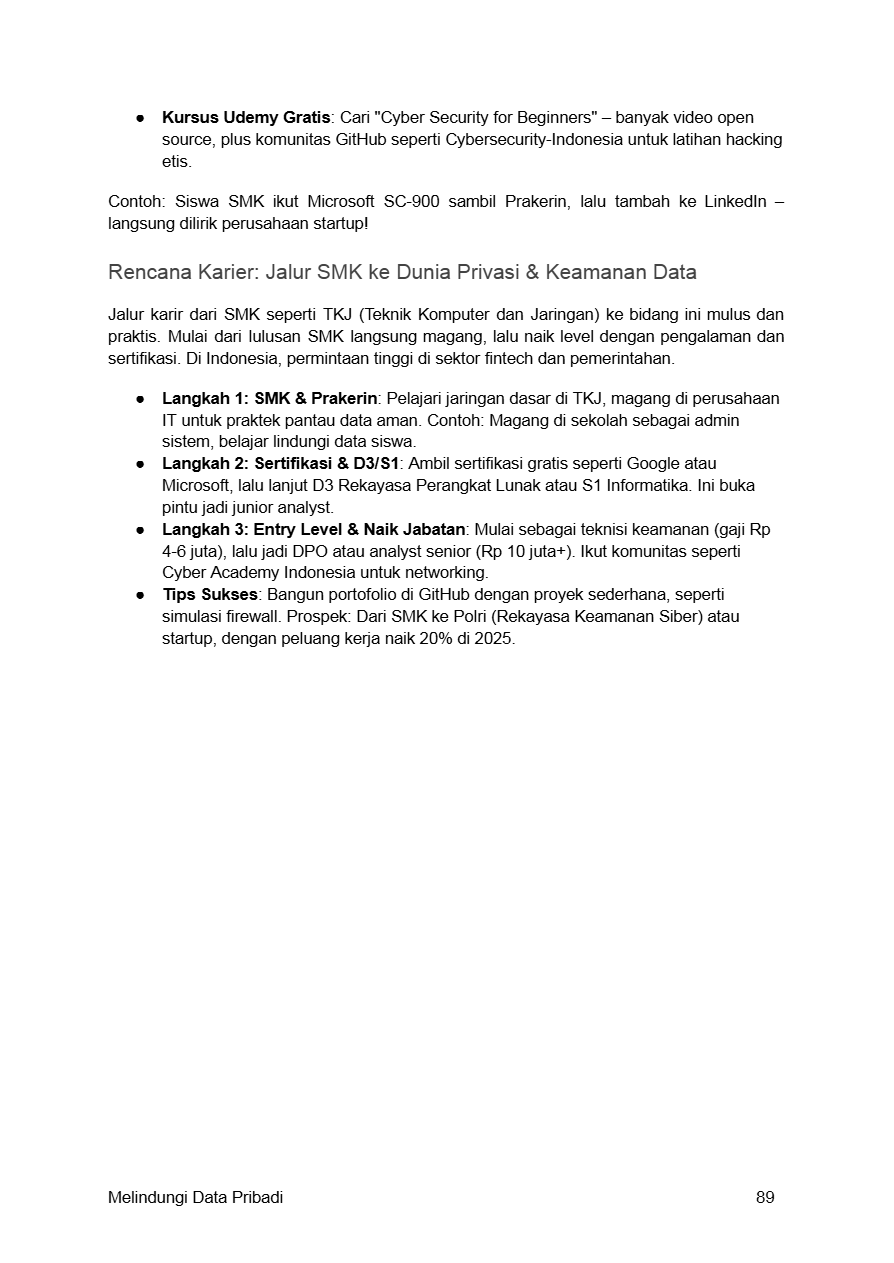 ● Kursus Udemy Gratis: Cari "Cyber Security for Beginners" – banyak video open
source, plus komunitas GitHub seperti Cybersecurity-Indonesia untuk latihan hacking
etis.
Contoh: Siswa SMK ikut Microsoft SC-900 sambil Prakerin, lalu tambah ke LinkedIn –
langsung dilirik perusahaan startup!
Rencana Karier: Jalur SMK ke Dunia Privasi & Keamanan Data
Jalur karir dari SMK seperti TKJ (Teknik Komputer dan Jaringan) ke bidang ini mulus dan
praktis. Mulai dari lulusan SMK langsung magang, lalu naik level dengan pengalaman dan
sertifikasi. Di Indonesia, permintaan tinggi di sektor fintech dan pemerintahan.
● Langkah 1: SMK & Prakerin: Pelajari jaringan dasar di TKJ, magang di perusahaan
IT untuk praktek pantau data aman. Contoh: Magang di sekolah sebagai admin
sistem, belajar lindungi data siswa.
● Langkah 2: Sertifikasi & D3/S1: Ambil sertifikasi gratis seperti Google atau
Microsoft, lalu lanjut D3 Rekayasa Perangkat Lunak atau S1 Informatika. Ini buka
pintu jadi junior analyst.
● Langkah 3: Entry Level & Naik Jabatan: Mulai sebagai teknisi keamanan (gaji Rp
4-6 juta), lalu jadi DPO atau analyst senior (Rp 10 juta+). Ikut komunitas seperti
Cyber Academy Indonesia untuk networking.
● Tips Sukses: Bangun portofolio di GitHub dengan proyek sederhana, seperti
simulasi firewall. Prospek: Dari SMK ke Polri (Rekayasa Keamanan Siber) atau
startup, dengan peluang kerja naik 20% di 2025.
Melindungi Data Pribadi 89